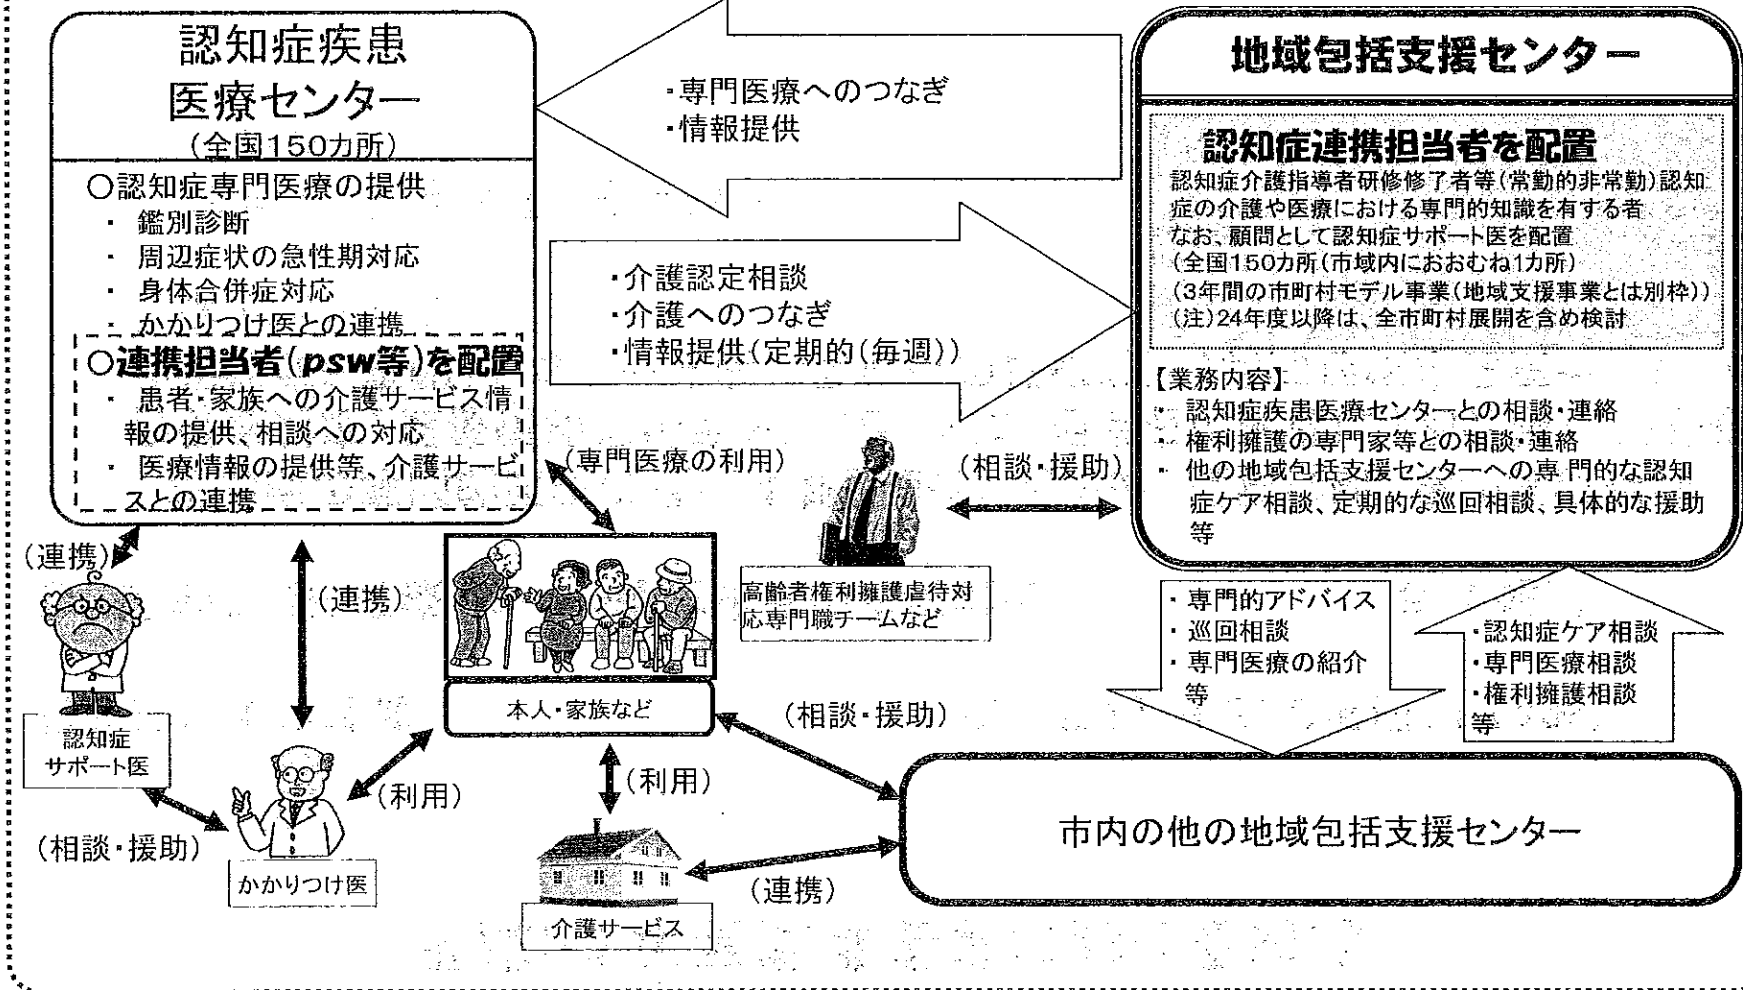 認知症疾患
医療センター
(全国150カ所)
○認知症専門医療の提供
・ 鑑別診断
・ 周辺症状の急性期対応
・ 身体合併症対応
・ かかりつけ医との連携
○連携担当者(psw等)を配置
・ 患者・家族への介護サービス情
報の提供、相談への対応
・ 医療情報の提供等、介護サービ
スとの連携
・専門医療へのつなぎ
・情報提供
・介護認定相談
・介護へのつなぎ
・情報提供(定期的(毎週))
地域包括支援センター
認知症連携担当者を配置
認知症介護指導者研修修了者等(常勤的非常勤)認知
症の介護や医療における専門的知識を有する者
なお、顧問として認知症サポート医を配置
(全国150カ所(市域内におおむね1カ所)
(3年間の市町村モデル事業(地域支援事業とは別枠))
(注)24年度以降は、全市町村展開を含め検討
【業務内容】
・ 認知症疾患医療センターとの相談・連絡
・ 権利擁護の専門家等との相談・連絡
・ 他の地域包括支援センターへの専門的な認知
症ケア相談、定期的な巡回相談、具体的な援助
等
(専門医療の利用)
(相談・援助)
(連携)
(連携)
高齢者権利擁護虐待対
応専門職チームなど
・ 専門的アドバイス
・ 巡回相談
・ 専門医療の紹介
等
・認知症ケア相談
・専門医療相談
・権利擁護相談
等
本人・家族など
(相談・援助)
認知症
サポート医
(利用)
(利用)
(相談・援助)
かかりつけ医
介護サービス
(連携)
市内の他の地域包括支援センター